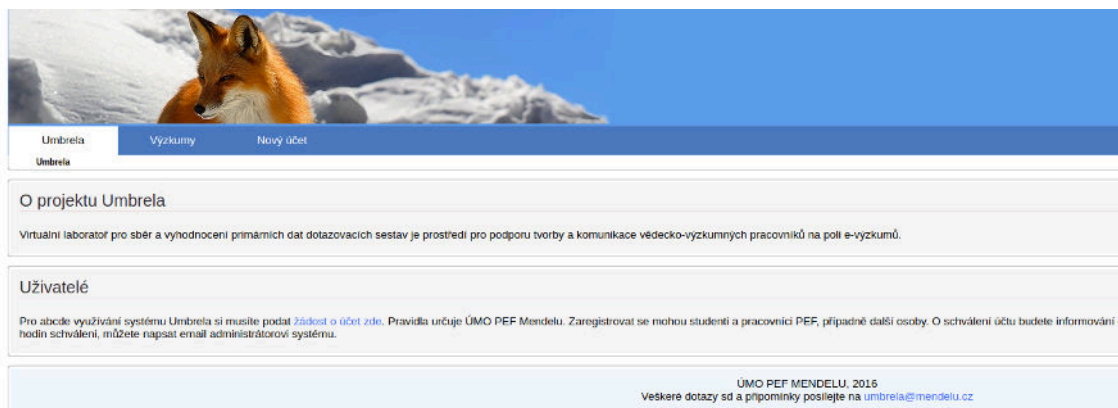 Umbrela Výzkumy Nový účet
Umbrela
O projektu Umbrela
Virtuální laboratoř pro sběr a vyhodnocení primárních dat dotazovacích sestav je prostředí pro podporu tvorby a komunikace vědecko-výzkumných pracovníků na poli e-výzkumů.
Uživatelé
Pro abcde využívání systému Umbrela si musíte podat žádost o účet zde. Pravidla určuje ÚMO PEF Mendelu. Zaregistrovat se mohou studenti a pracovníci PEF, případně další osoby. O schválení účtu budete informováni
hodin schválení, můžete napsat email administrátorovi systému.
ÚMO PEF MENDELU, 2016
Veškeré dotazy sd a připomínky posílejte na umbrela@mendelu.cz